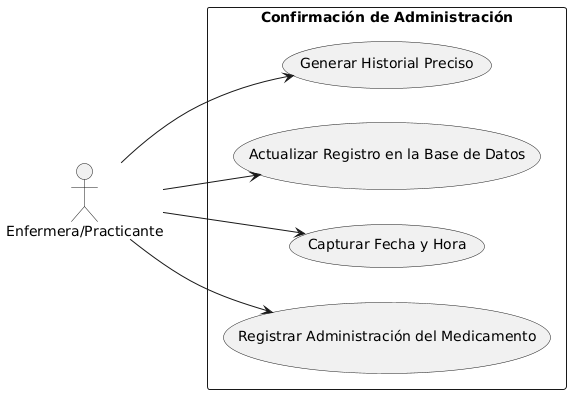 Confirmación de Administración
Generar Historial Preciso
Actualizar Registro en la Base de Datos
Enfermera/Practicante
Capturar Fecha y Hora
Registrar Administración del Medicamento